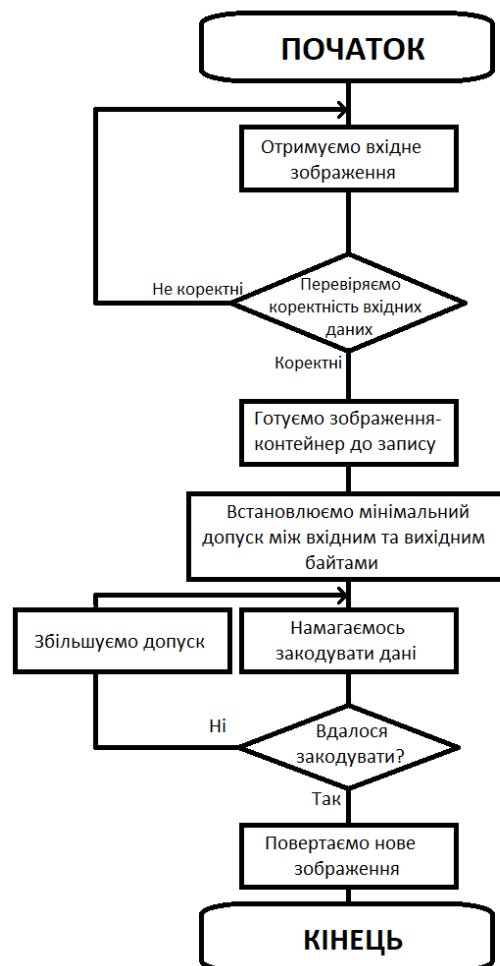 ПОЧАТОК
Отримуємо вхідне
зображення
Не коректні
Перевіряємо
коректність вхідних
даних
Коректні
Готуємо зображення-
контейнер до запису
Встановлюємо мінімальний
допуск між вхідним та вихідним
байтами
Збільшуємо допуск
Намагаємось
закодувати дані
Ні
Вдалося
закодувати?
Так
Повертаємо нове
зображення
КІНЕЦЬ